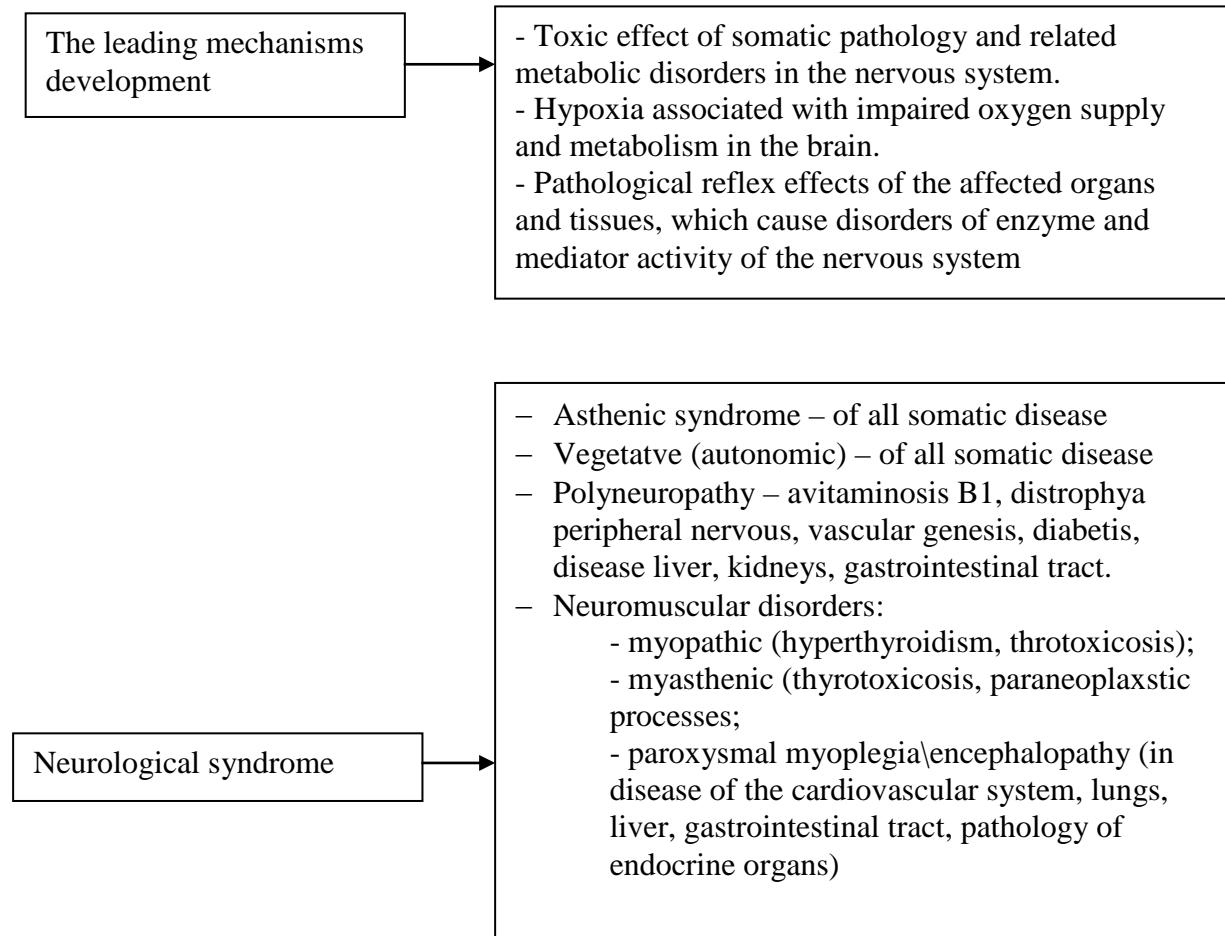 The leading mechanisms
development
- Toxic effect of somatic pathology and related
metabolic disorders in the nervous system.
- Hypoxia associated with impaired oxygen supply
and metabolism in the brain.
- Pathological reflex effects of the affected organs
and tissues, which cause disorders of enzyme and
mediator activity of the nervous system
Neurological syndrome
– Asthenic syndrome – of all somatic disease
– Vegetatve (autonomic) – of all somatic disease
– Polyneuropathy – avitaminosis B1, distrophya
peripheral nervous, vascular genesis, diabetis,
disease liver, kidneys, gastrointestinal tract.
– Neuromuscular disorders:
- myopathic (hyperthyroidism, throtoxicosis);
- myasthenic (thyrotoxicosis, paraneoplaxstic
processes;
- paroxysmal myoplegia\encephalopathy (in
disease of the cardiovascular system, lungs,
liver, gastrointestinal tract, pathology of
endocrine organs)